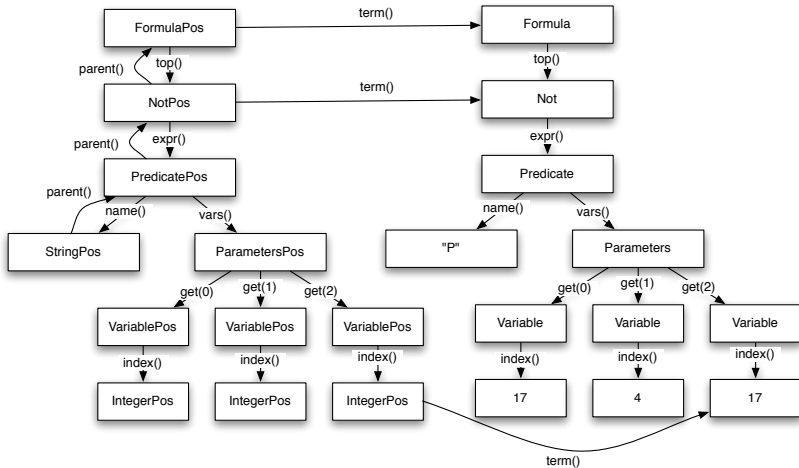 term()
FormulaPos
Formula
parent()
top()
top()
term()
NotPos
Not
parent()
expr()
expr()
PredicatePos
Predicate
parent()
name()
vars()
name()
vars()
StringPos
ParametersPos
"P"
Parameters
get(0)
get(1)
get(2)
get(0)
get(1)
get(2)
VariablePos
VariablePos
VariablePos
Variable
Variable
Variable
index()
index()
index()
index()
index()
index()
IntegerPos
IntegerPos
IntegerPos
17
4
17
term()